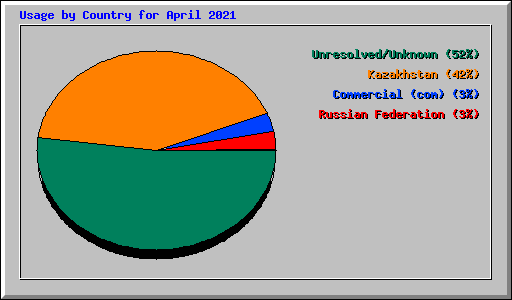 Usage by Country for April 2021
Unresolved/Unknown (52%)
Kazakhstan (42%)
Commercial (com) (3%)
Russian Federation (3%)